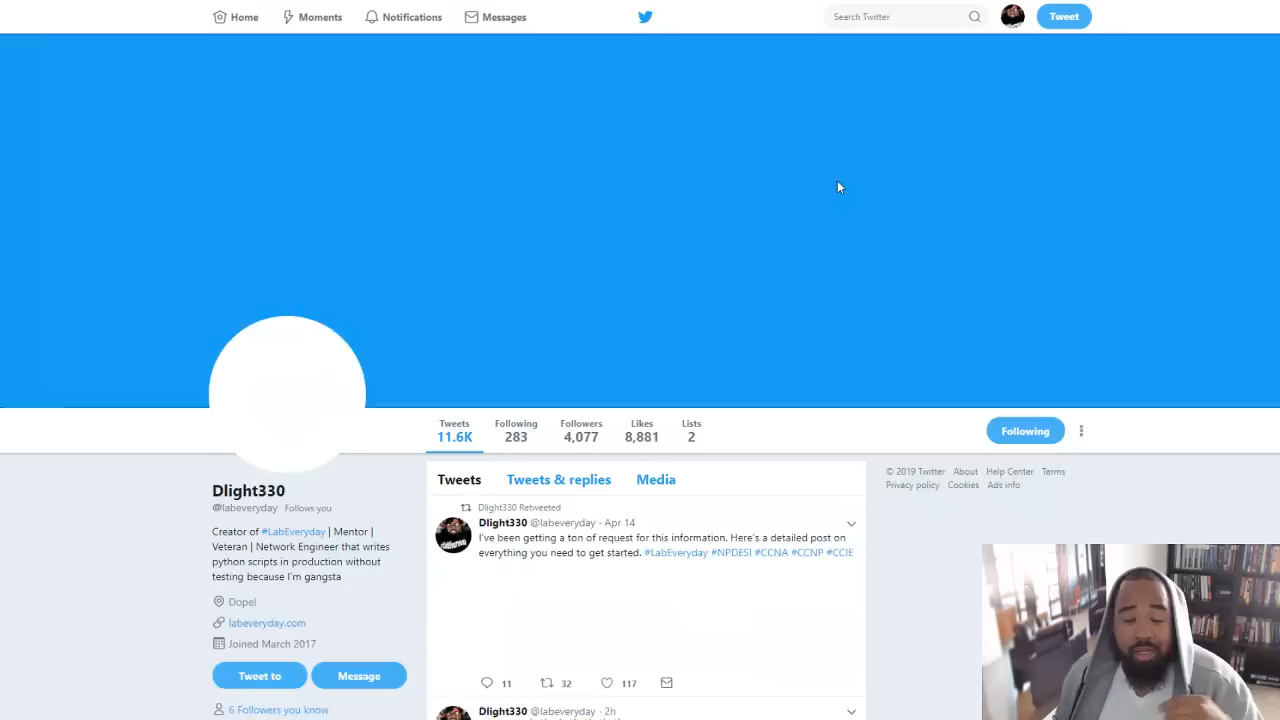 Home
Moments
Notifications
Messages
Search Twitter
Tweet
Tweets
11.6K
Following
283
Followers
4,077
Likes
8,881
Lists
2
Following
Dlight330
@labeveryday Follows you
Creator of #LabEveryday | Mentor |
Veteran | Network Engineer that writes
python scripts in production without
testing because I'm gangsta
Dopel
labeveryday.com
Joined March 2017
Tweet to
Message
6 Followers you know
Tweets
Tweets & replies
Media
Dlight330 Retweeted
Dlight330 @labeveryday · Apr 14
I've been getting a ton of request for this information. Here's a detailed post on
everything you need to get started. #LabEveryday #NPDESI #CCNA #CCNP #CCIE
11
32
117
Dlight330 @labeveryday · 2h
© 2019 Twitter About Help Center Terms
Privacy policy Cookies Ads info